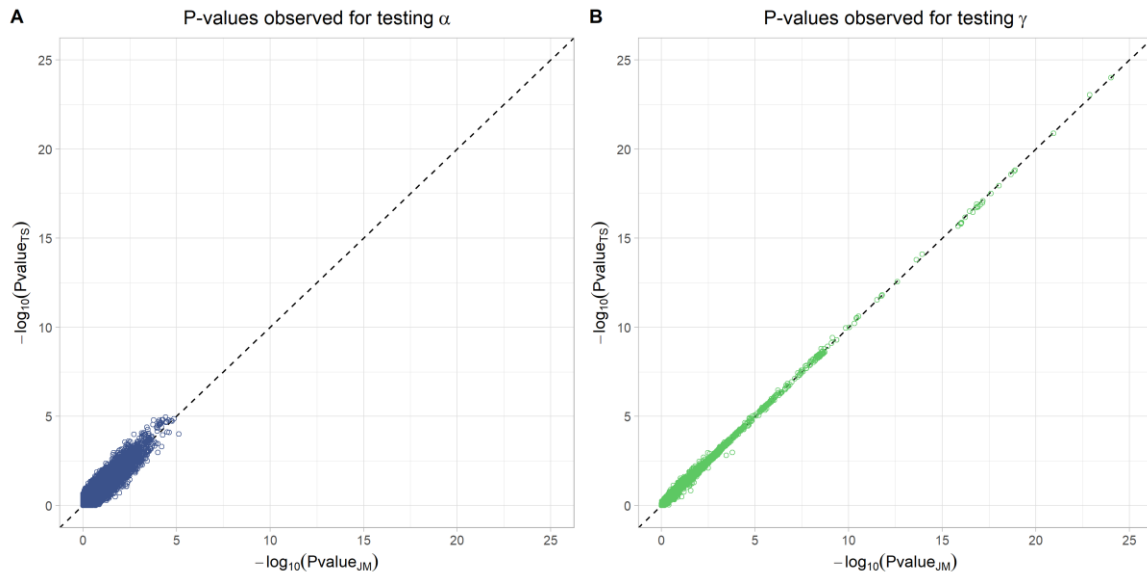 A
P-values observed for testing α
25
20
15
10
5
0
−log10(PvalueTS)
0 5 10 15 20 25
−log10(PvalueJM)
B
P-values observed for testing γ
25
20
15
10
5
0
−log10(PvalueTS)
0 5 10 15 20 25
−log10(PvalueJM)